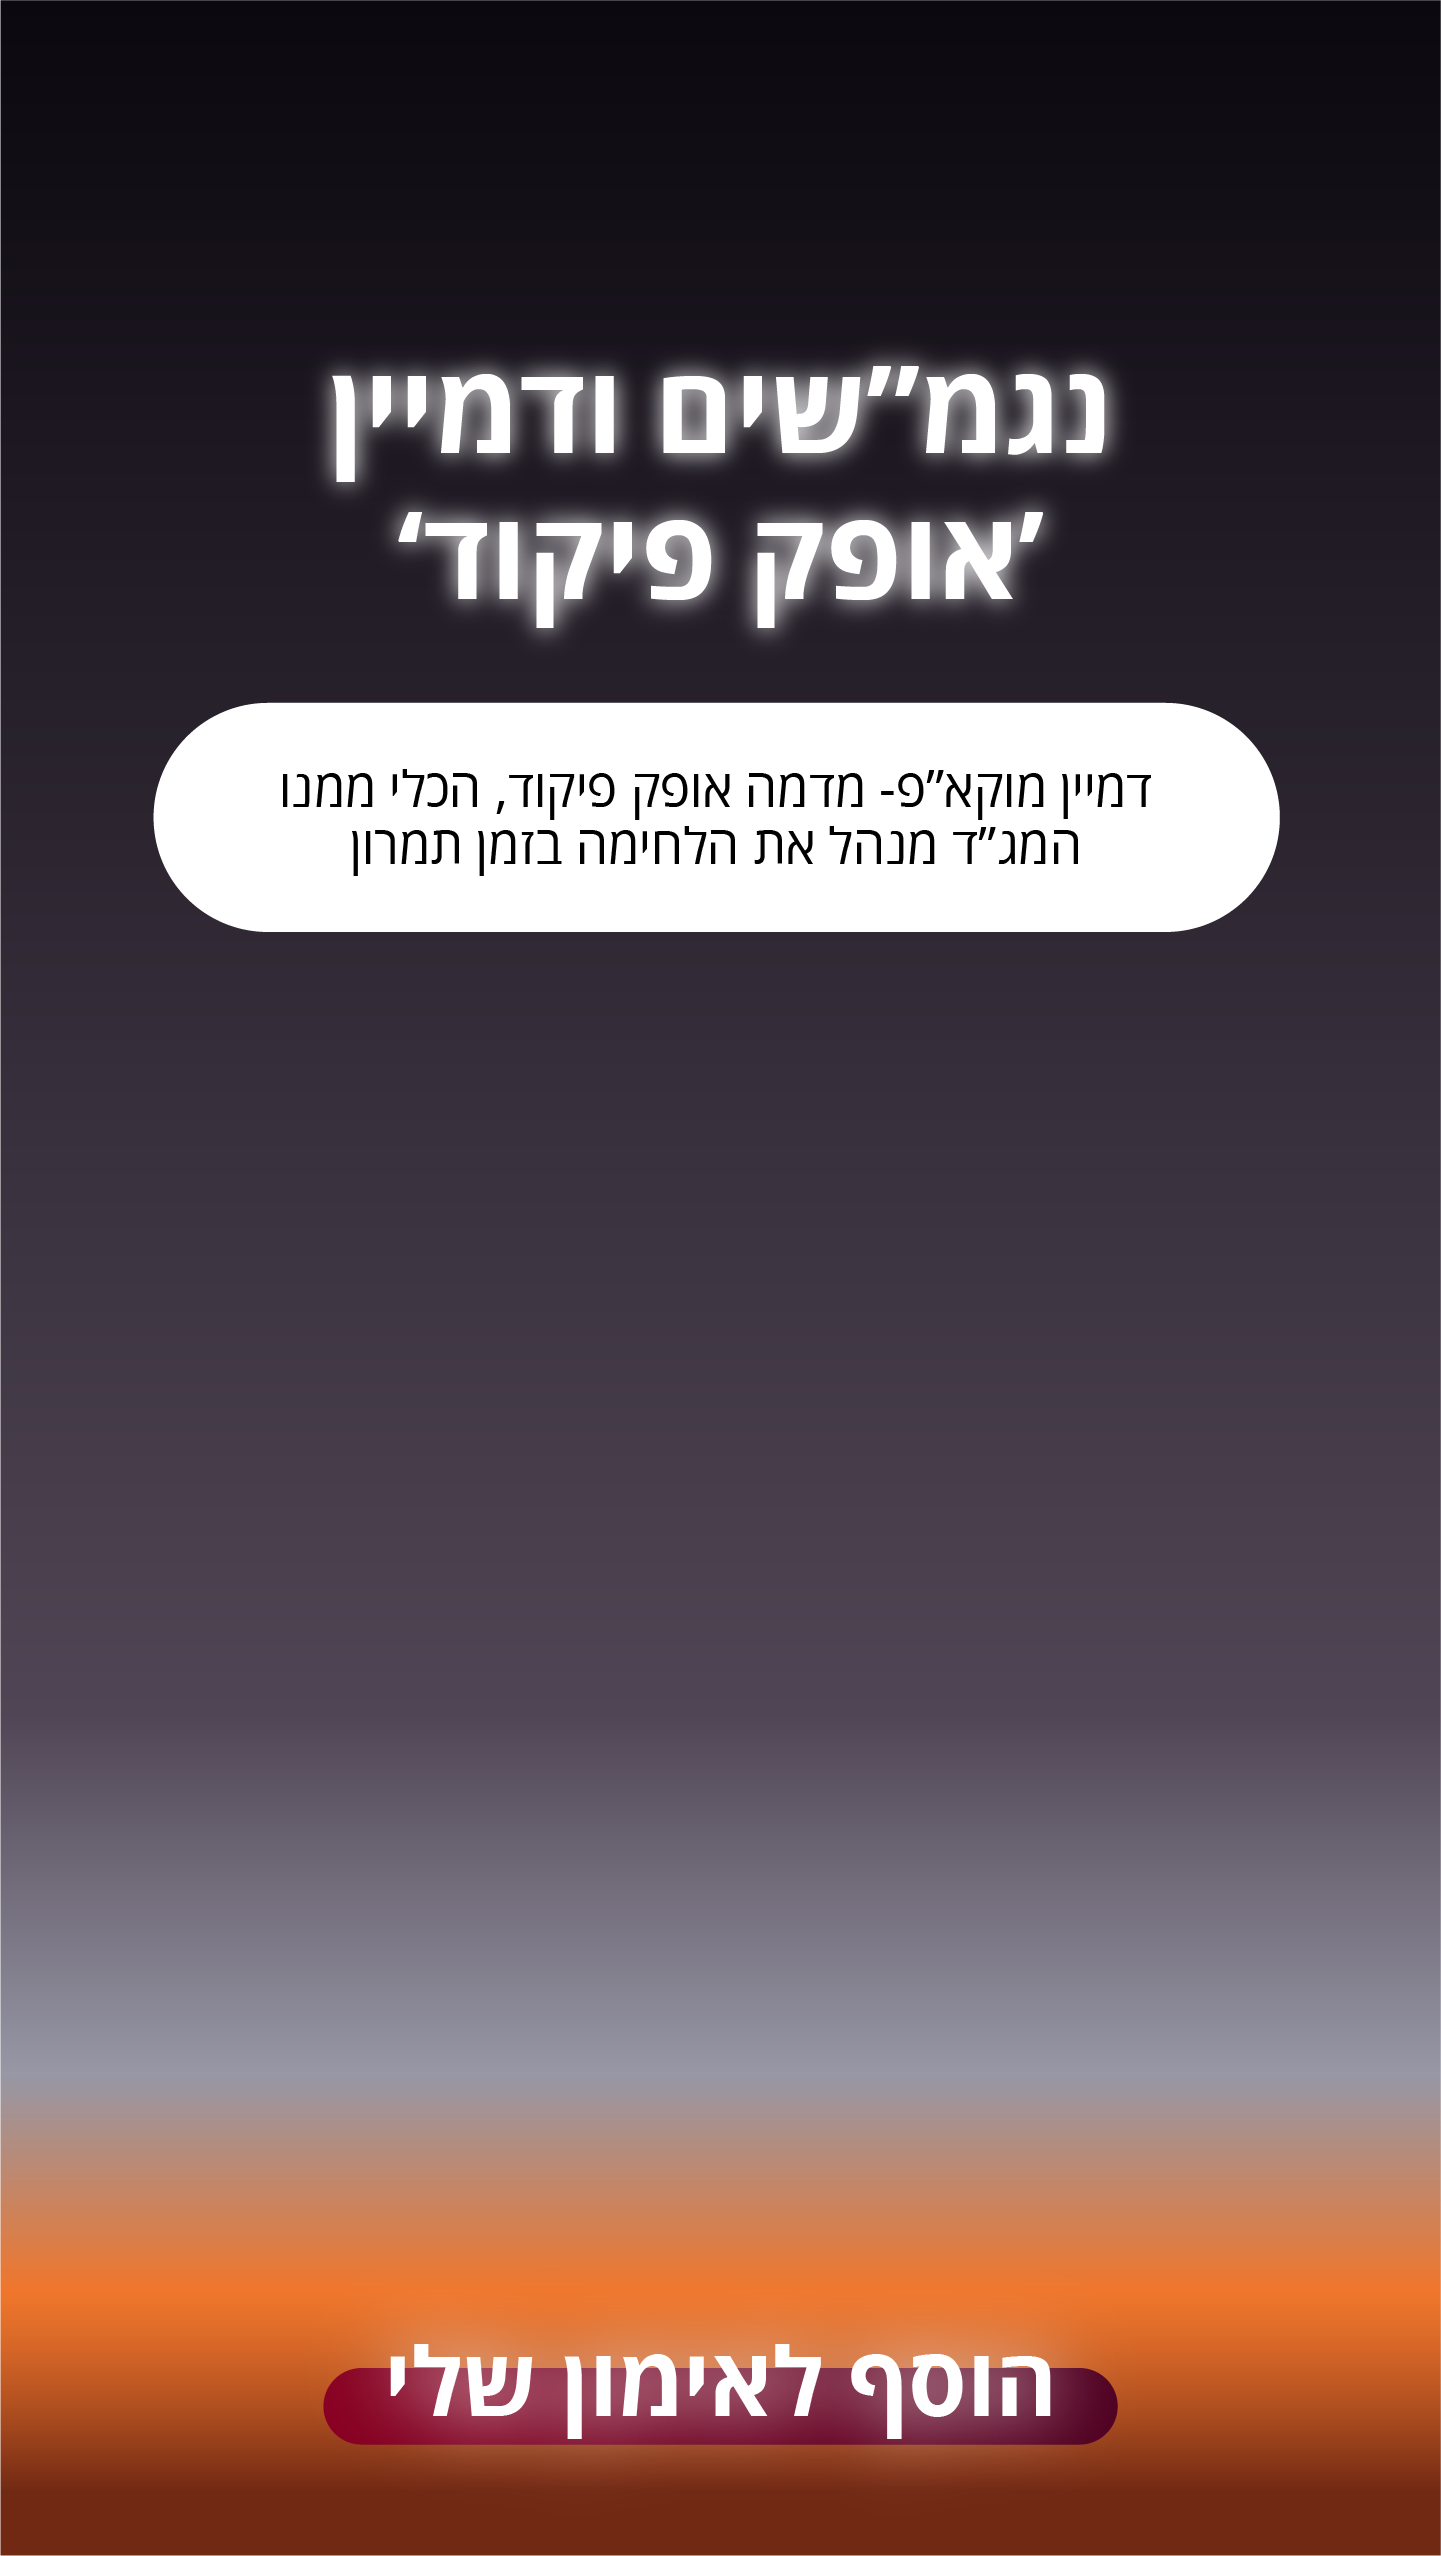 נגמ”שים ודמיין
’אופק פיקוד‘
דמיין מוקא”פ- מדמה אופק פיקוד, הכלי ממנו
המג”ד מנהל את הלחימה בזמן תמרון
הוסף לאימון שלי